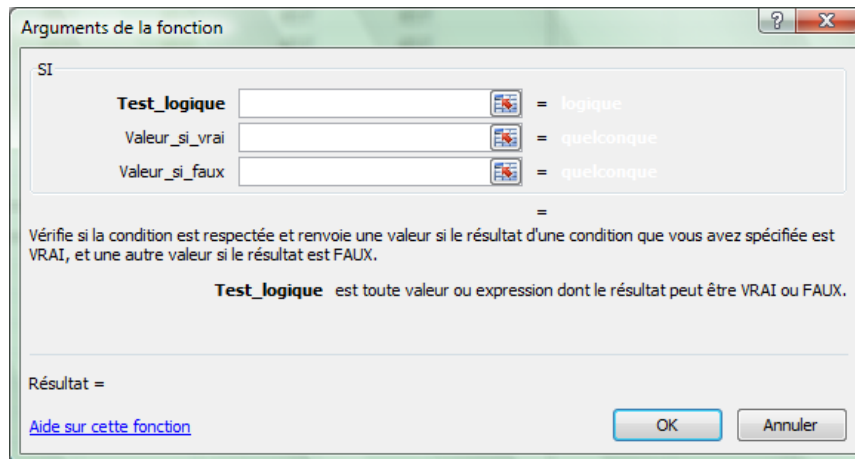 Arguments de la fonction
SI
Test_logique = logique
Valeur_si_vrai = quelconque
Valeur_si_faux = quelconque
=
Vérifie si la condition est respectée et renvoie une valeur si le résultat d'une condition que vous avez spécifiée est
VRAI, et une autre valeur si le résultat est FAUX.
Test_logique est toute valeur ou expression dont le résultat peut être VRAI ou FAUX.
Résultat =
Aide sur cette fonction OK Annuler